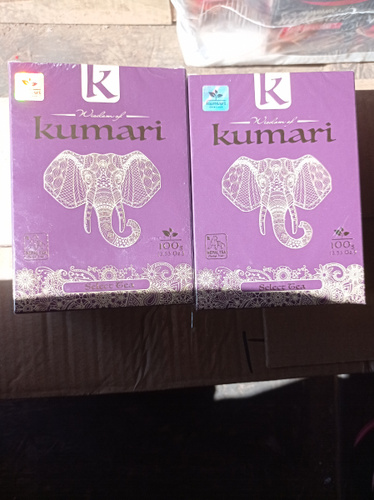 K
Wisdom of
kumari
100g
Select tea
K
Wisdom of
kumari
100g
Select tea